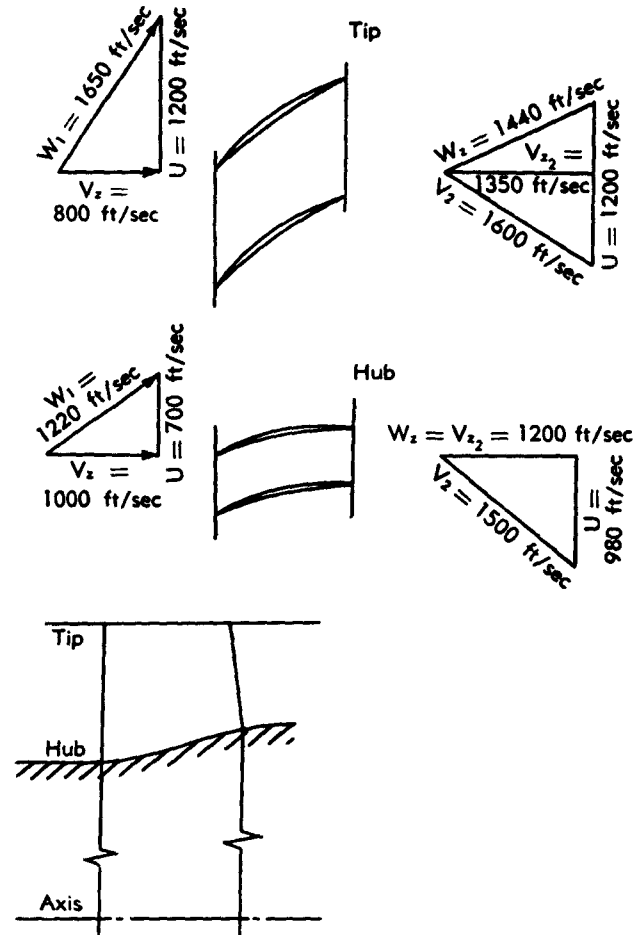 Tip
W₁ = 1650 ft/sec
U = 1200 ft/sec
V_z =
800 ft/sec
W_z = 1440 ft/sec
V_z₂ =
1350 ft/sec
V₂ = 1600 ft/sec
U = 1200 ft/sec
Hub
W₁ =
1220 ft/sec
U = 700 ft/sec
V_z =
1000 ft/sec
W_z = V_z₂ = 1200 ft/sec
V₂ = 1500 ft/sec
U =
980 ft/sec
Tip
Hub
Axis